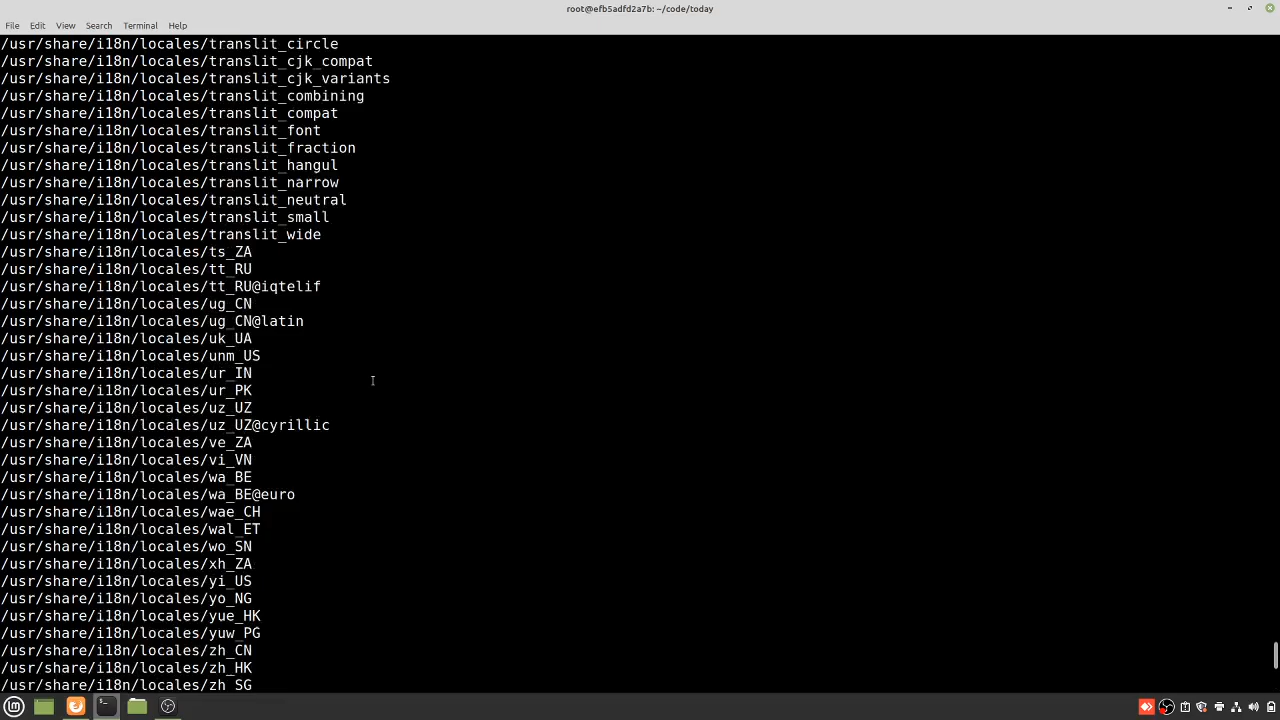 root@efb5adfd2a7b: ~/code/today
File Edit View Search Terminal Help
/usr/share/i18n/locales/translit_circle
/usr/share/i18n/locales/translit_cjk_compat
/usr/share/i18n/locales/translit_cjk_variants
/usr/share/i18n/locales/translit_combining
/usr/share/i18n/locales/translit_compat
/usr/share/i18n/locales/translit_font
/usr/share/i18n/locales/translit_fraction
/usr/share/i18n/locales/translit_hangul
/usr/share/i18n/locales/translit_narrow
/usr/share/i18n/locales/translit_neutral
/usr/share/i18n/locales/translit_small
/usr/share/i18n/locales/translit_wide
/usr/share/i18n/locales/ts_ZA
/usr/share/i18n/locales/tt_RU
/usr/share/i18n/locales/tt_RU@iqtelif
/usr/share/i18n/locales/ug_CN
/usr/share/i18n/locales/ug_CN@latin
/usr/share/i18n/locales/uk_UA
/usr/share/i18n/locales/unm_US
/usr/share/i18n/locales/ur_IN
/usr/share/i18n/locales/ur_PK
/usr/share/i18n/locales/uz_UZ
/usr/share/i18n/locales/uz_UZ@cyrillic
/usr/share/i18n/locales/ve_ZA
/usr/share/i18n/locales/vi_VN
/usr/share/i18n/locales/wa_BE
/usr/share/i18n/locales/wa_BE@euro
/usr/share/i18n/locales/wae_CH
/usr/share/i18n/locales/wal_ET
/usr/share/i18n/locales/wo_SN
/usr/share/i18n/locales/xh_ZA
/usr/share/i18n/locales/yi_US
/usr/share/i18n/locales/yo_NG
/usr/share/i18n/locales/yue_HK
/usr/share/i18n/locales/yuw_PG
/usr/share/i18n/locales/zh_CN
/usr/share/i18n/locales/zh_HK
/usr/share/i18n/locales/zh_SG